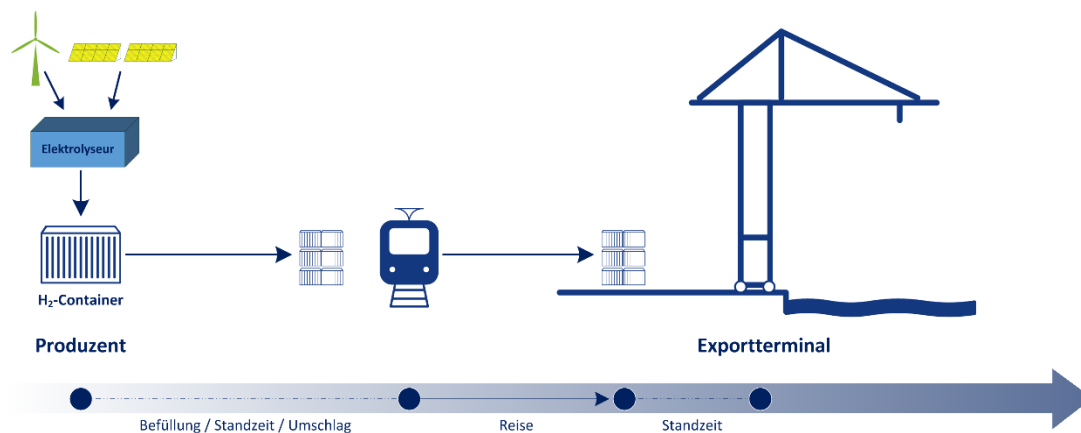 Elektrolyseur
H₂-Container
Produzent
Exportterminal
Befüllung / Standzeit / Umschlag
Reise
Standzeit